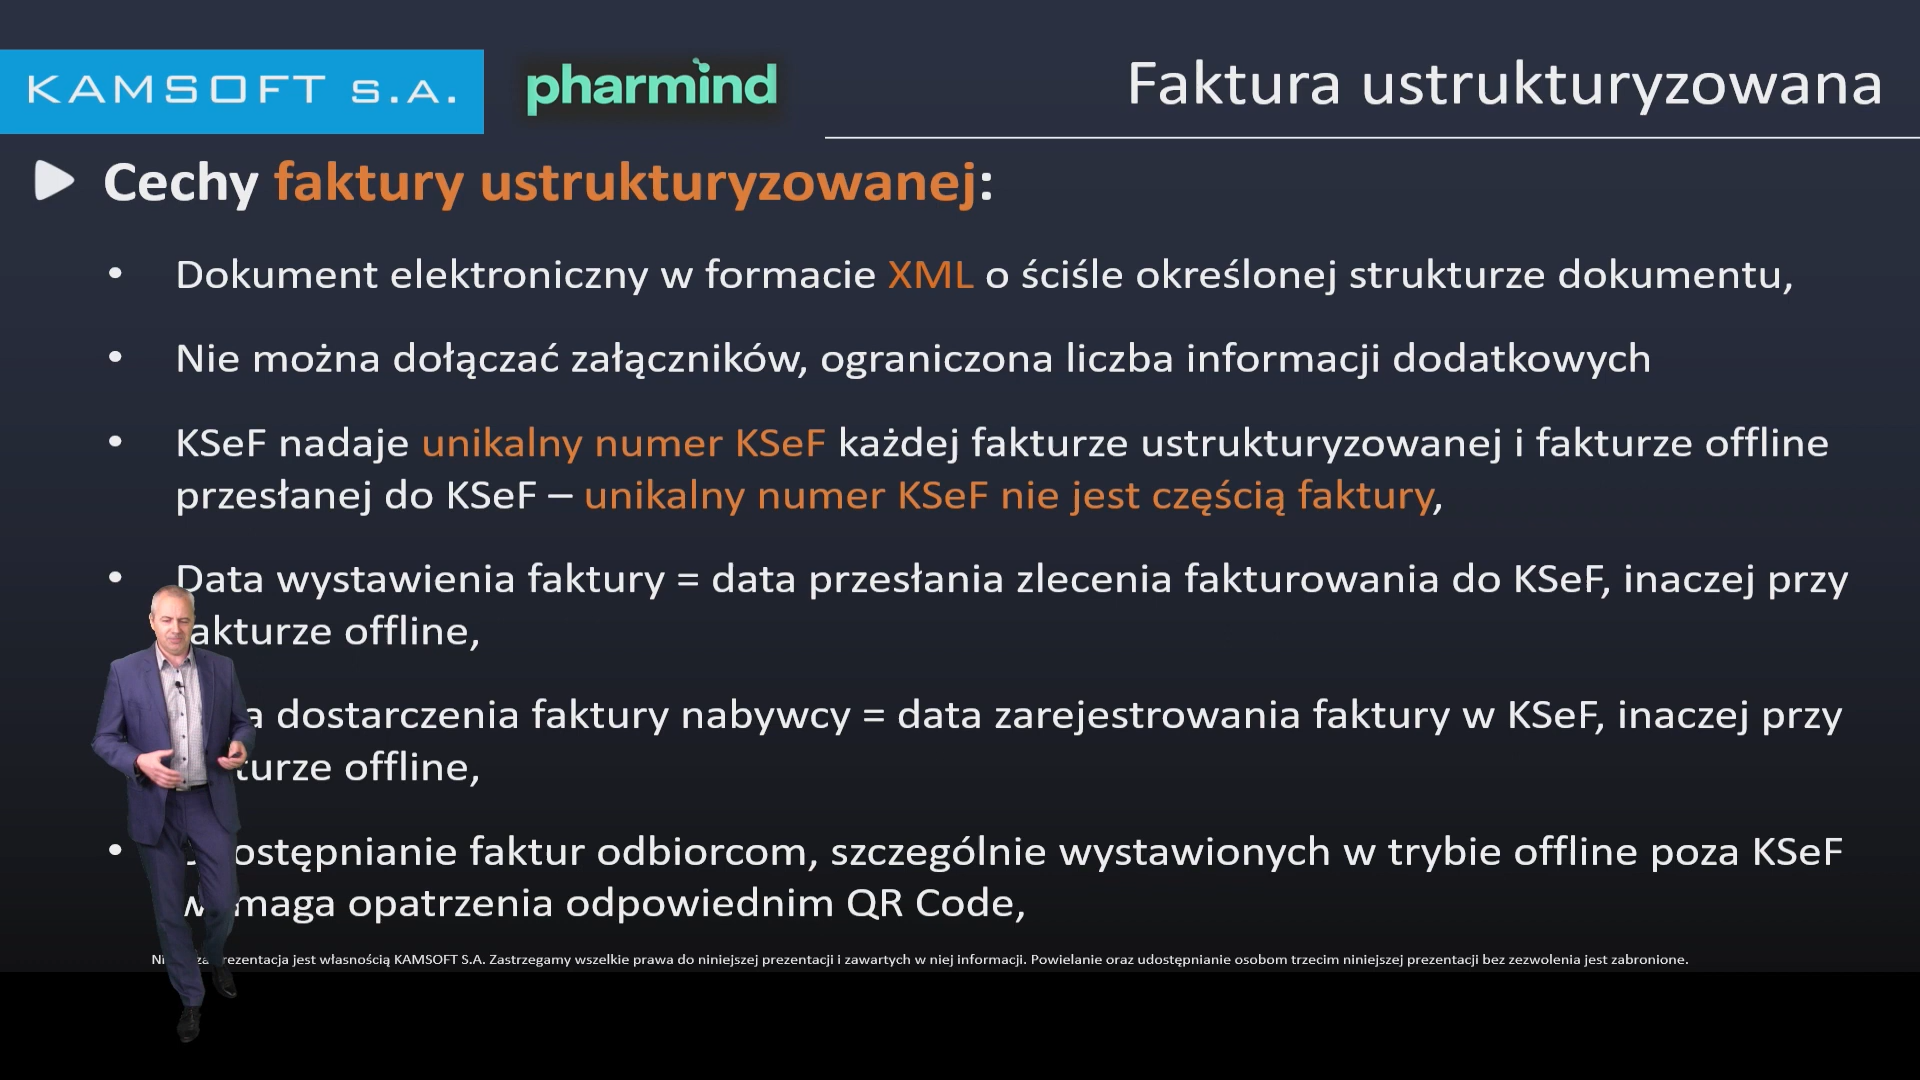 KAMSOFT S.A.
pharmind
Faktura ustrukturyzowana
Cechy faktury ustrukturyzowanej:
• Dokument elektroniczny w formacie XML o ściśle określonej strukturze dokumentu,
• Nie można dołączać załączników, ograniczona liczba informacji dodatkowych
• KSeF nadaje unikalny numer KSeF każdej fakturze ustrukturyzowanej i fakturze offline
przesłanej do KSeF – unikalny numer KSeF nie jest częścią faktury,
• Data wystawienia faktury = data przesłania zlecenia fakturowania do KSeF, inaczej przy
fakturze offline,
dostarczenia faktury nabywcy = data zarejestrowania faktury w KSeF, inaczej przy
offline,
• faktur odbiorcom, szczególnie wystawionych w trybie offline poza KSeF
opatrzenia odpowiednim QR Code,
jest własnością KAMSOFT S.A. Zastrzegamy wszelkie prawa do niniejszej prezentacji i zawartych w niej informacji. Powielanie oraz udostępnianie osobom trzecim niniejszej prezentacji bez zezwolenia jest zabronione.